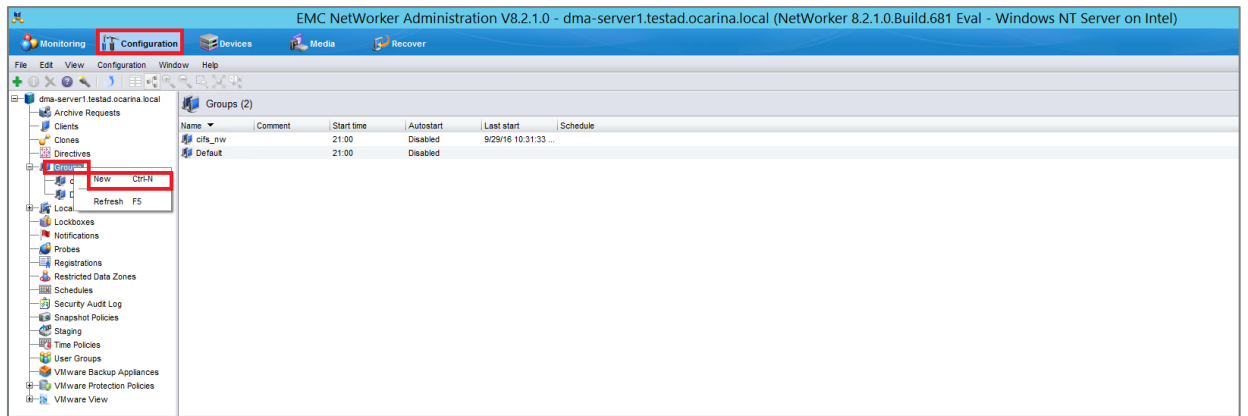 EMC NetWorker Administration V8.2.1.0 - dma-server1.testad.ocarina.local (NetWorker 8.2.1.0.Build.681 Eval - Windows NT Server on Intel)
Monitoring Configuration Devices Media Recover
File Edit View Configuration Window Help
dma-server1.testad.ocarina.local
Archive Requests
Clients
Clones
Directives
Groups
New Ctrl-N
Refresh F5
Loca
Lockboxes
Notifications
Probes
Registrations
Restricted Data Zones
Schedules
Security Audit Log
Snapshot Policies
Staging
Time Policies
User Groups
VMware Backup Appliances
VMware Protection Policies
VMware View
Groups (2)
Name Comment Start time Autostart Last start Schedule
cifs_nw 21:00 Disabled 9/29/16 10:31:33 ...
Default 21:00 Disabled